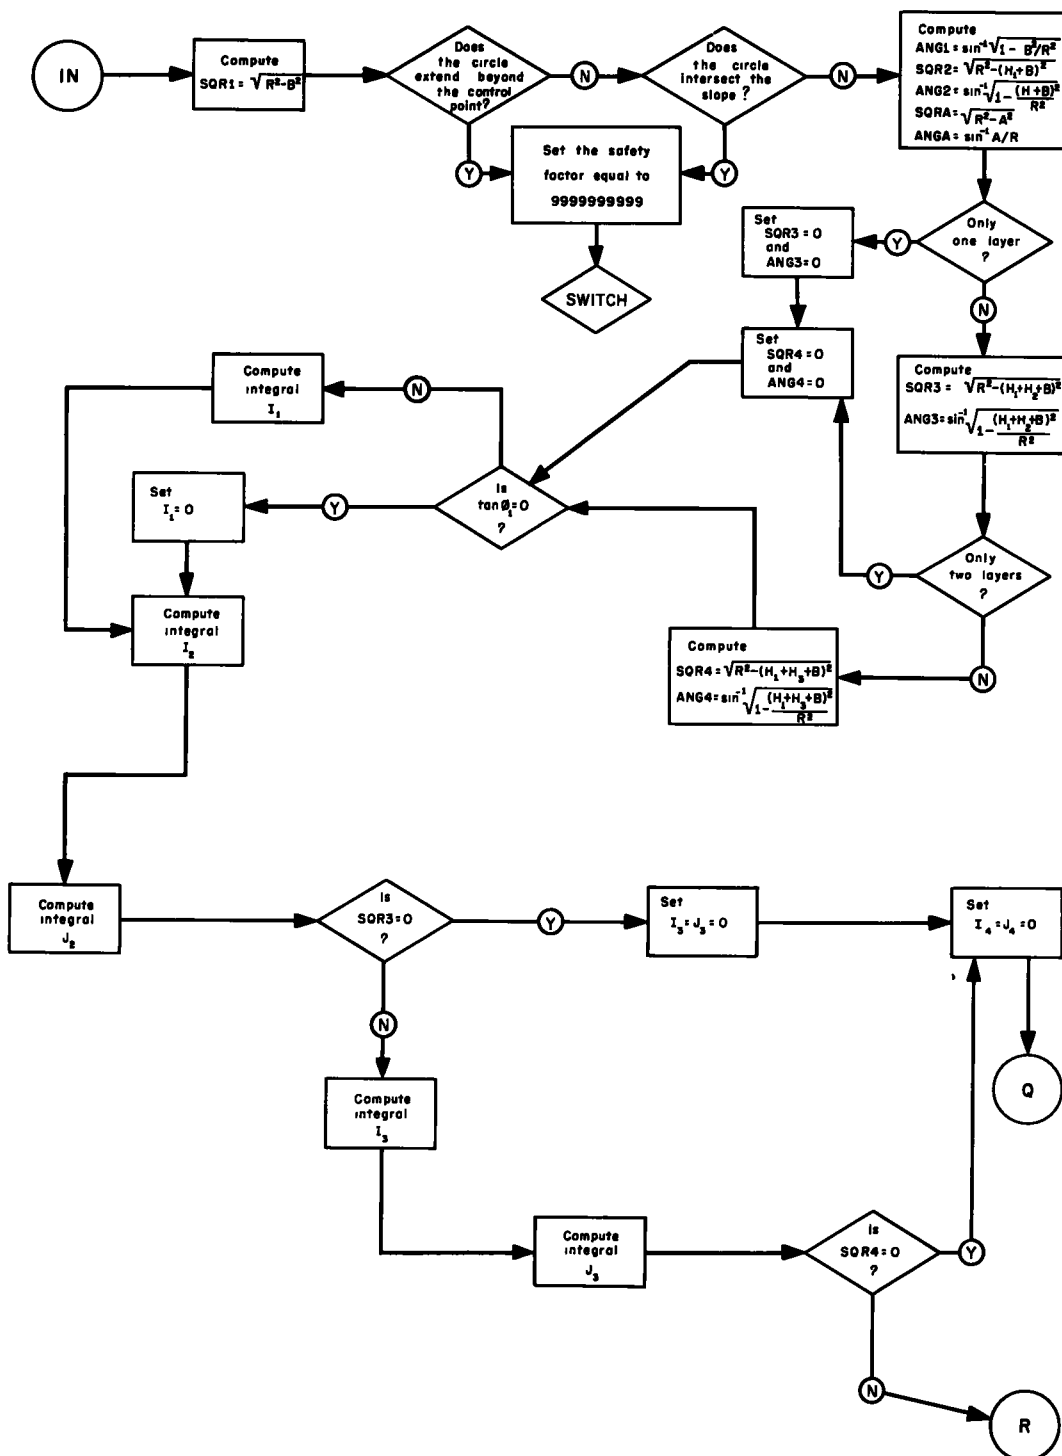 IN
Compute
SQR1 = √R²-B²
Does
the circle
extend beyond
the control
point?
N
Does
the circle
intersect the
slope ?
N
Compute
ANG1 = sin⁻¹√1 - B²/R²
SQR2 = √R²-(H₁+B)²
ANG2 = sin⁻¹√1-(H+B)²/R²
SQRA = √R²-A²
ANGA = sin⁻¹ A/R
Y
Set the safety
factor equal to
9999999999
Y
SWITCH
Only
one layer
?
Y
Set
SQR3 = 0
and
ANG3 = 0
N
Set
SQR4 = 0
and
ANG4 = 0
Compute
SQR3 = √R²-(H₁+H₂+B)²
ANG3 = sin⁻¹√1-(H₁+H₂+B)²/R²
Compute
integral
I₁
N
Set
I₁ = 0
Y
Is
tanØ₁=0
?
Only
two layers
?
Y
N
Compute
integral
I₂
Compute
SQR4 = √R²-(H₁+H₃+B)²
ANG4 = sin⁻¹√1-(H₁+H₃+B)²/R²
Compute
integral
J₂
Is
SQR3 = 0
?
Y
Set
I₃ = J₃ = 0
Set
I₄ = J₄ = 0
N
Q
Compute
integral
I₃
Compute
integral
J₃
Is
SQR4 = 0
?
Y
N
R